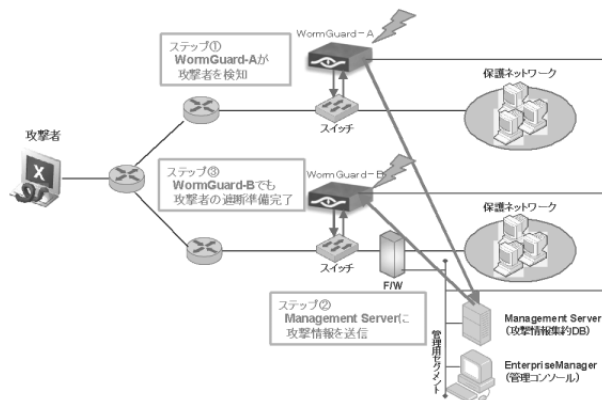 WormGuard-A
ステップ①
WormGuard-Aが
攻撃者を検知
保護ネットワーク
スイッチ
攻撃者
X
ステップ③
WormGuard-Bでも
攻撃者の遮断準備完了
WormGuard-B
保護ネットワーク
スイッチ
F/W
ステップ②
Management Serverに
攻撃情報を送信
管理用セグメント
Management Server
(攻撃情報集約DB)
EnterpriseManager
(管理コンソール)